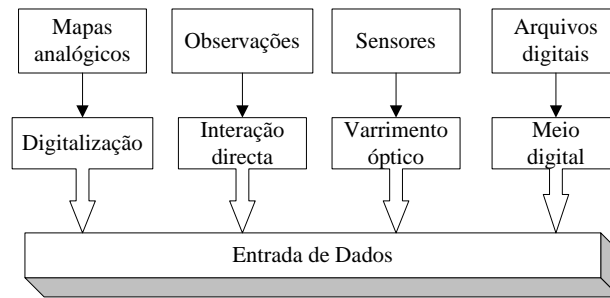 Mapas
analógicos
Observações
Sensores
Arquivos
digitais
Digitalização
Interação
directa
Varrimento
óptico
Meio
digital
Entrada de Dados